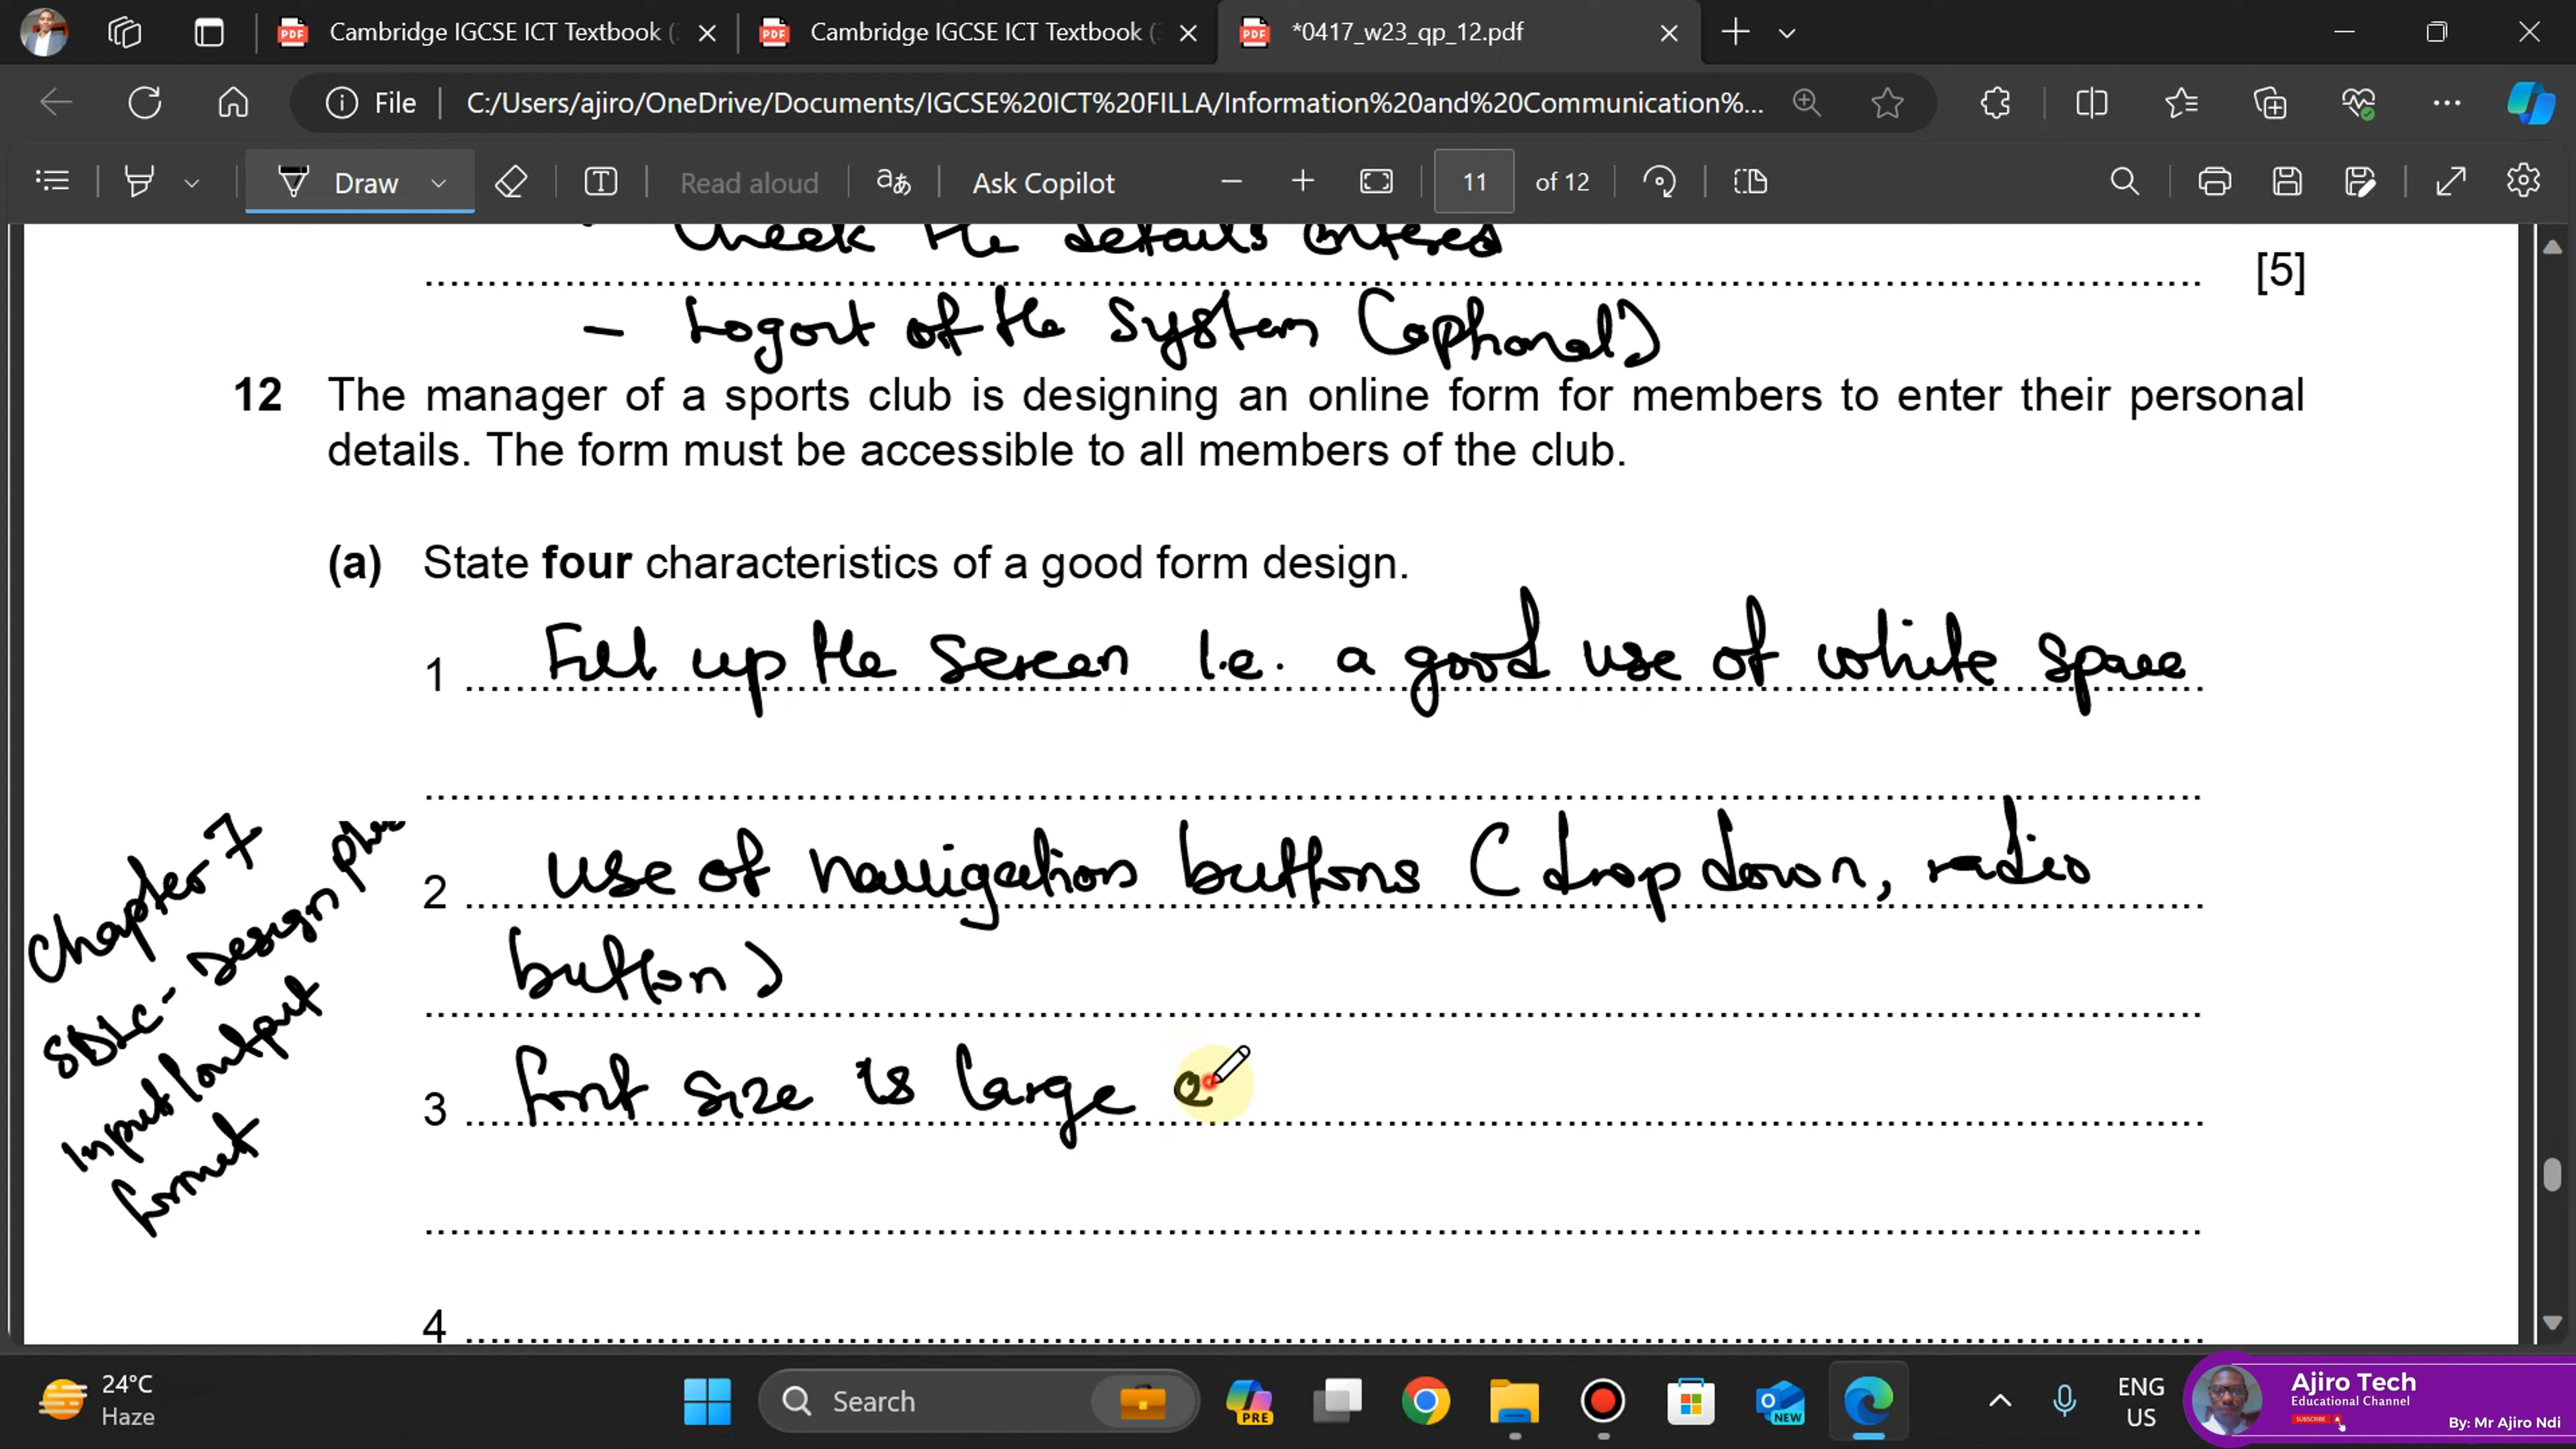 Cambridge IGCSE ICT Textbook (
Cambridge IGCSE ICT Textbook (
*0417_w23_qp_12.pdf
File
C:/Users/ajiro/OneDrive/Documents/IGCSE%20ICT%20FILLA/Information%20and%20Communication%...
Draw
Read aloud
Ask Copilot
11 of 12
Check the details entered
[5]
- Logout of the system (optional)
12 The manager of a sports club is designing an online form for members to enter their personal
details. The form must be accessible to all members of the club.
(a) State four characteristics of a good form design.
1 Fill up the screen i.e. a good use of white space
2 use of navigation buttons (drop down, radio
button)
3 font size is large e
4
Chapter 7
SDLC - Design
Input/output
format
24°C
Haze
Search
PRE
NEW
ENG
US
Ajiro Tech
Educational Channel
SUBSCRIBE
By: Mr Ajiro Ndi